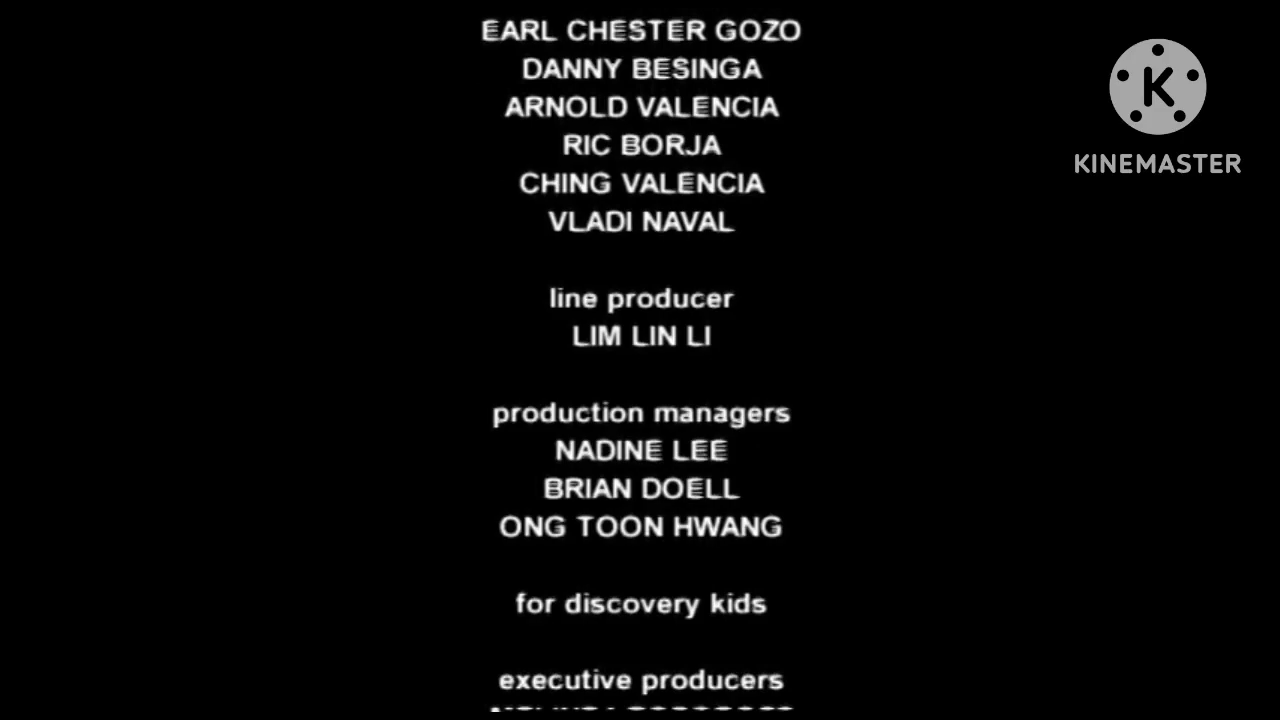 EARL CHESTER GOZO
DANNY BESINGA
ARNOLD VALENCIA
RIC BORJA
CHING VALENCIA
VLADI NAVAL
line producer
LIM LIN LI
production managers
NADINE LEE
BRIAN DOELL
ONG TOON HWANG
for discovery kids
executive producers
K
KINEMASTER